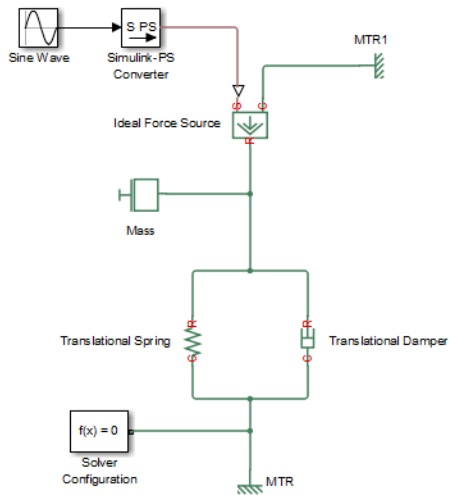 S PS
MTR1
Sine Wave
Simulink-PS
Converter
S
C
Ideal Force Source
R
Mass
R
R
Translational Spring
Translational Damper
C
C
f(x) = 0
Solver
Configuration
MTR